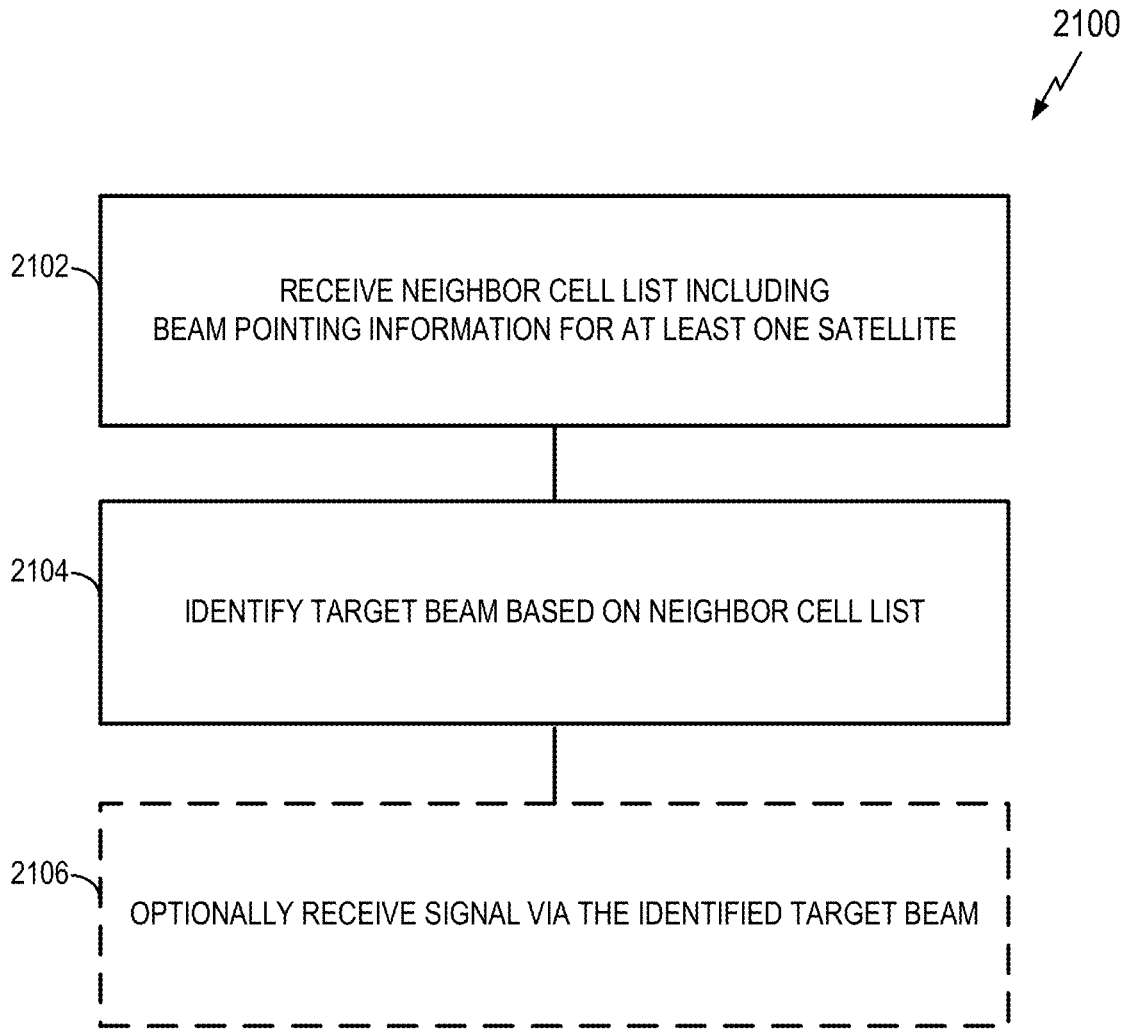 2100
2102
RECEIVE NEIGHBOR CELL LIST INCLUDING
BEAM POINTING INFORMATION FOR AT LEAST ONE SATELLITE
2104
IDENTIFY TARGET BEAM BASED ON NEIGHBOR CELL LIST
2106
OPTIONALLY RECEIVE SIGNAL VIA THE IDENTIFIED TARGET BEAM